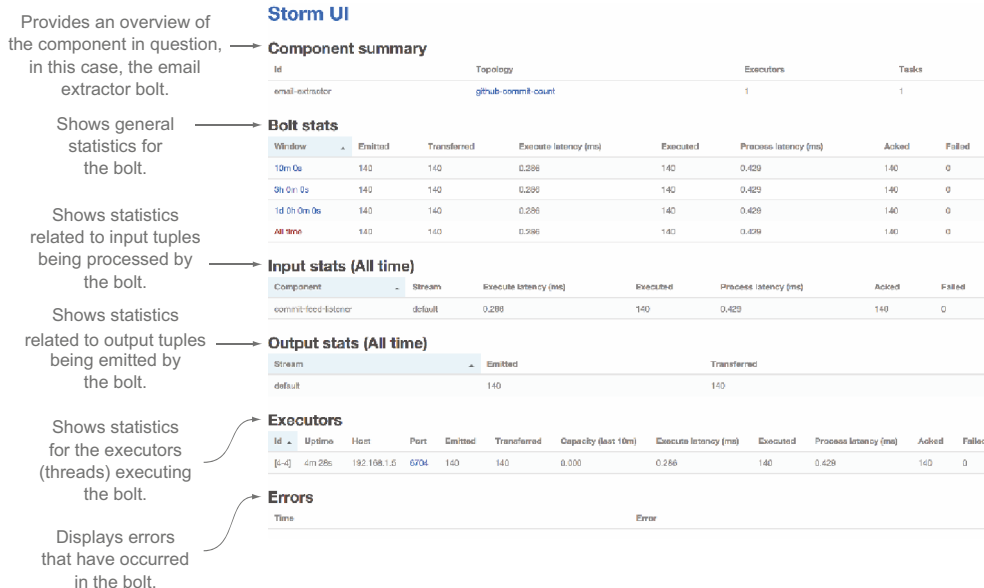 Storm UI
Provides an overview of
the component in question,
in this case, the email
extractor bolt.
Component summary
Id Topology Executors Tasks
email-extractor github-commit-count 1 1
Shows general
statistics for
the bolt.
Bolt stats
Window Emitted Transferred Execute latency (ms) Executed Process latency (ms) Acked Failed
10m 0s 140 140 0.286 140 0.429 140 0
3h 0m 0s 140 140 0.286 140 0.429 140 0
1d 0h 0m 0s 140 140 0.286 140 0.429 140 0
All time 140 140 0.286 140 0.429 140 0
Shows statistics
related to input tuples
being processed by
the bolt.
Input stats (All time)
Component Stream Execute latency (ms) Executed Process latency (ms) Acked Failed
commit-feed-listener default 0.286 140 0.429 140 0
Shows statistics
related to output tuples
being emitted by
the bolt.
Output stats (All time)
Stream Emitted Transferred
default 140 140
Shows statistics
for the executors
(threads) executing
the bolt.
Executors
Id Uptime Host Port Emitted Transferred Capacity (last 10m) Execute latency (ms) Executed Process latency (ms) Acked Failed
[4-4] 4m 28s 192.168.1.5 6704 140 140 0.000 0.286 140 0.429 140 0
Displays errors
that have occurred
in the bolt.
Errors
Time Error